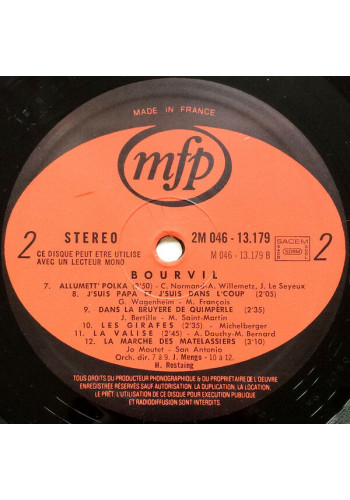 MADE IN FRANCE
mfp
2 STEREO 2M 046 - 13.179 2
CE DISQUE PEUT ETRE UTILISE
AVEC UN LECTEUR MONO
M 046 - 13.179 B
SACEM
SDRM
BOURVIL
7. ALLUMETT' POLKA (2'50) - C. Normand, A. Willemetz, J. Le Seyeux
8. J'SUIS PAPA ET J'SUIS DANS L'COUP (2'05)
G. Wagenheim - M. François
9. DANS LA BRUYERE DE QUIMPERLE (2'35)
J. Bertille - M. Saint-Martin
10. LES GIRAFES (2'35) - Michelberger
11. LA VALISE (2'45) - A. Douchy-M. Bernard
12. LA MARCHE DES MATELASSIERS (3'10)
Jo Moutet - San Antonio
Orch. dir. 7 à 9. J. Mengo - 10 à 12.
H. Rostaing
TOUS DROITS DU PRODUCTEUR PHONOGRAPHIQUE & DU PROPRIETAIRE DE L'OEUVRE
ENREGISTREE RESERVES SAUF AUTORISATION. LA DUPLICATION, LA LOCATION,
LE PRET, L'UTILISATION DE CE DISQUE POUR EXECUTION PUBLIQUE
ET RADIODIFFUSION SONT INTERDITS.